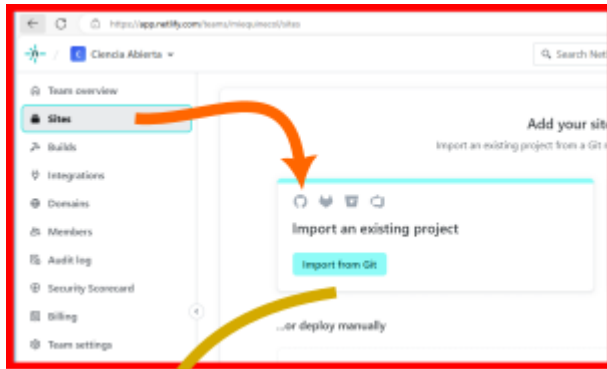 https://app.netlify.com/teams/miequinecol/sites
Ciencia Abierta
Search Net
Team overview
Sites
Add your site
Builds
Import an existing project from a Git r
Integrations
Domains
Members
Import an existing project
Audit log
Import from Git
Security Scorecard
Billing
...or deploy manually
Team settings